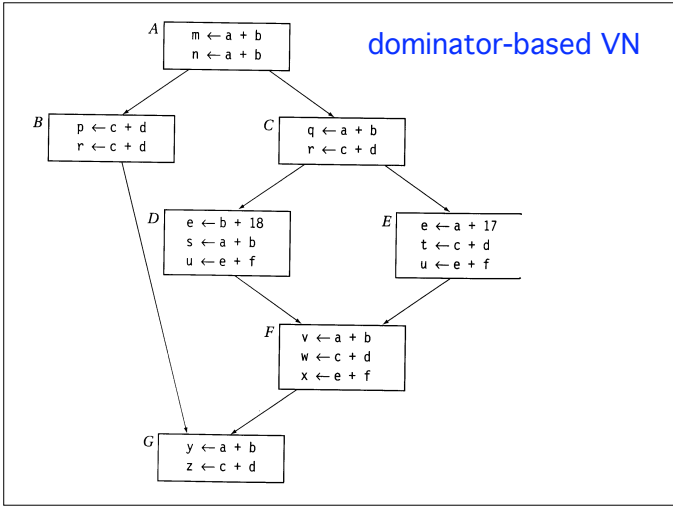 dominator-based VN
A
m ← a + b
n ← a + b
B
p ← c + d
r ← c + d
C
q ← a + b
r ← c + d
D
e ← b + 18
s ← a + b
u ← e + f
E
e ← a + 17
t ← c + d
u ← e + f
F
v ← a + b
w ← c + d
x ← e + f
G
y ← a + b
z ← c + d